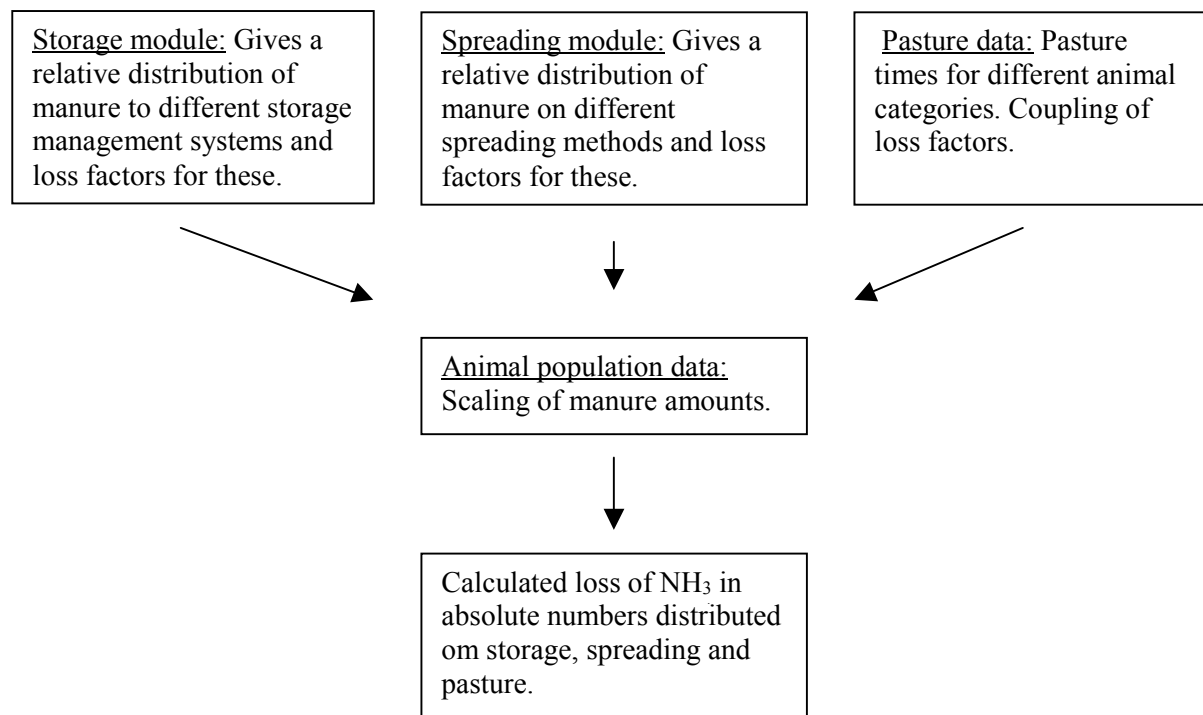 Storage module: Gives a
relative distribution of
manure to different storage
management systems and
loss factors for these.
Spreading module: Gives a
relative distribution of
manure on different
spreading methods and loss
factors for these.
Pasture data: Pasture
times for different animal
categories. Coupling of
loss factors.
Animal population data:
Scaling of manure amounts.
Calculated loss of NH₃ in
absolute numbers distributed
om storage, spreading and
pasture.